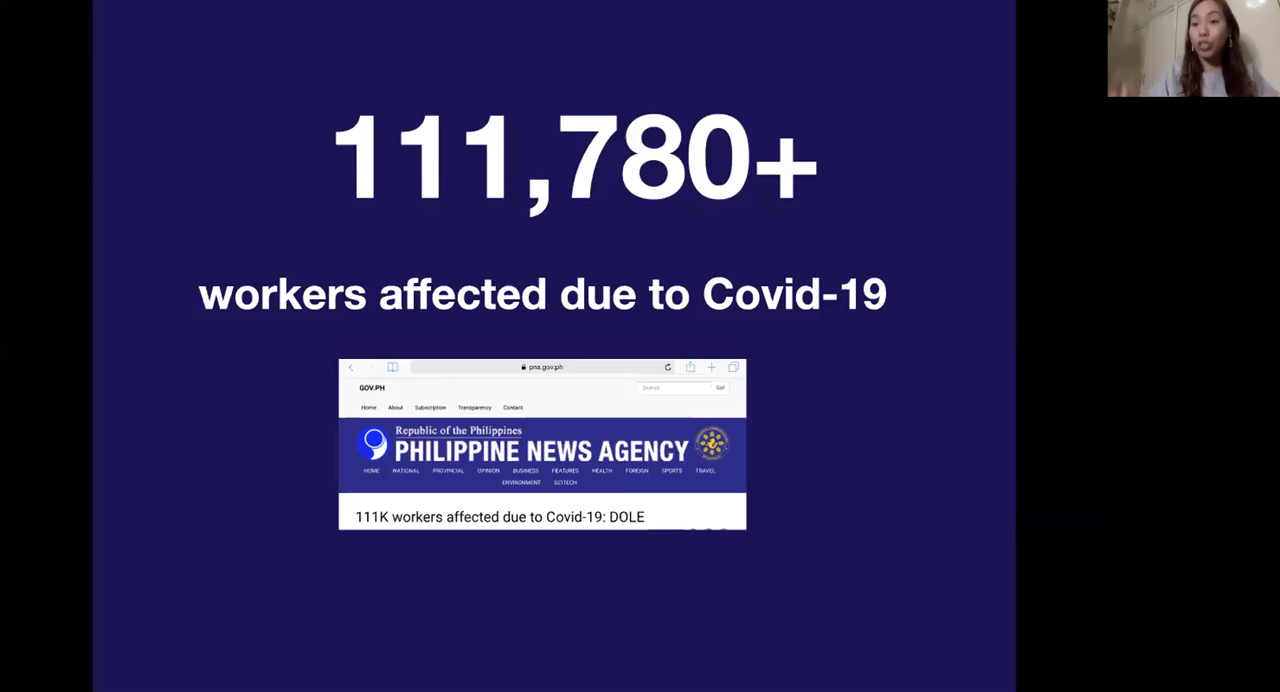 111,780+
workers affected due to Covid-19
pna.gov.ph
GOV.PH
Search
Go!
Home About Subscription Transparency Contact
Republic of the Philippines
PHILIPPINE NEWS AGENCY
HOME NATIONAL PROVINCIAL OPINION BUSINESS FEATURES HEALTH FOREIGN SPORTS TRAVEL
ENVIRONMENT SCITECH
111K workers affected due to Covid-19: DOLE